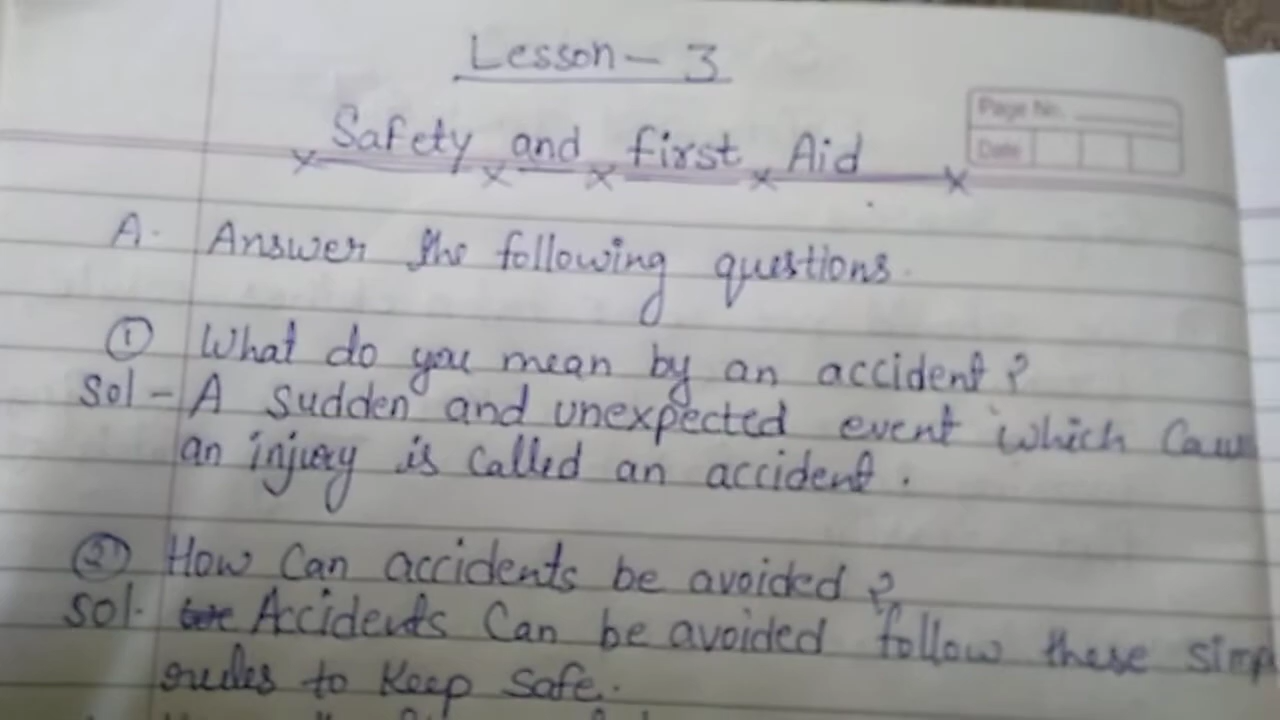 Lesson - 3
Page No.
Safety and first Aid
Date
A. Answer the following questions.
① What do you mean by an accident ?
Sol - A sudden and unexpected event which
an injury is called an accident .
② How Can accidents be avoided ?
Sol. Accidents Can be avoided follow these
rules to keep safe.